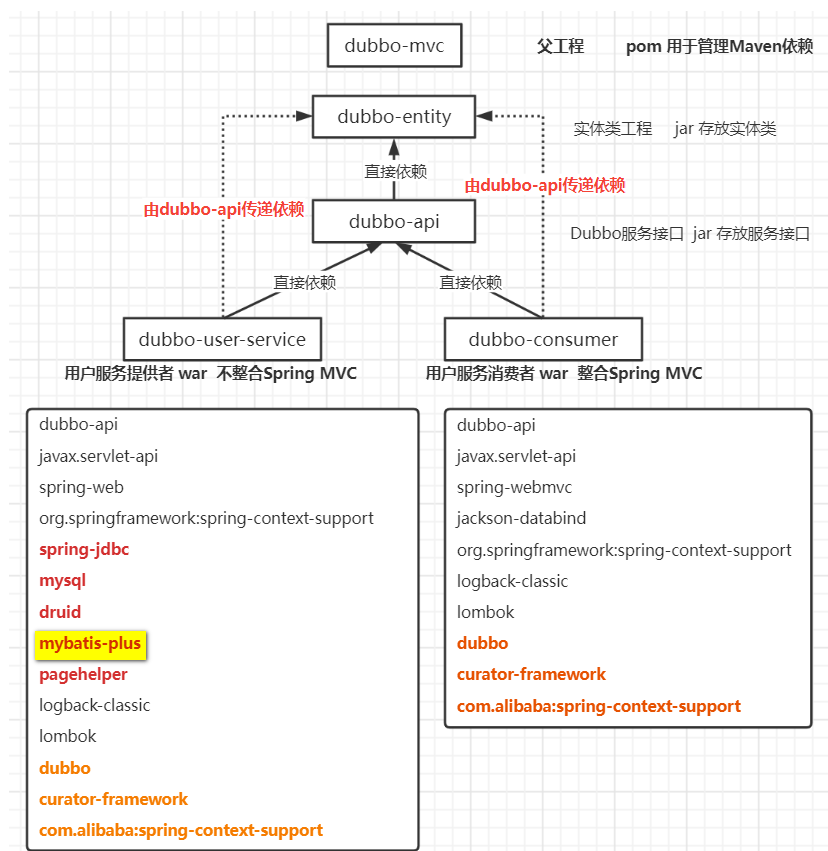 dubbo-mvc
父工程 pom 用于管理Maven依赖
dubbo-entity
实体类工程 jar 存放实体类
直接依赖
由dubbo-api传递依赖
由dubbo-api传递依赖
dubbo-api
Dubbo服务接口 jar 存放服务接口
直接依赖
直接依赖
dubbo-user-service
dubbo-consumer
用户服务提供者 war 不整合Spring MVC
用户服务消费者 war 整合Spring MVC
dubbo-api
javax.servlet-api
spring-web
org.springframework:spring-context-support
spring-jdbc
mysql
druid
mybatis-plus
pagehelper
logback-classic
lombok
dubbo
curator-framework
com.alibaba:spring-context-support
dubbo-api
javax.servlet-api
spring-webmvc
jackson-databind
org.springframework:spring-context-support
logback-classic
lombok
dubbo
curator-framework
com.alibaba:spring-context-support